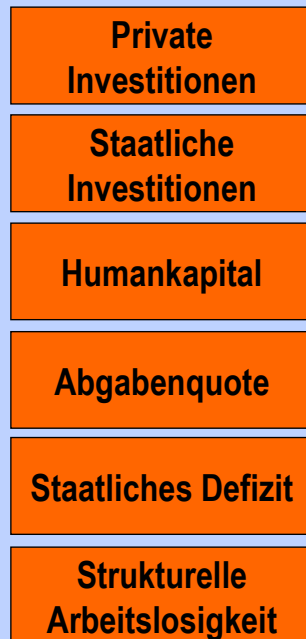 Private
Investitionen
Staatliche
Investitionen
Humankapital
Abgabenquote
Staatliches Defizit
Strukturelle
Arbeitslosigkeit